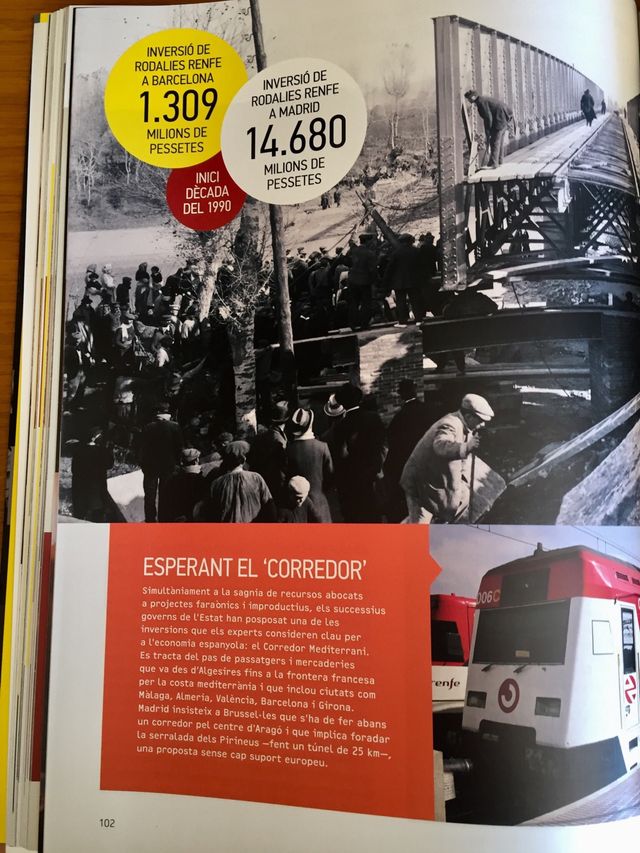 INVERSIÓ DE
RODALIES RENFE
A BARCELONA
1.309
MILIONS DE
PESSETES
INVERSIÓ DE
RODALIES RENFE
A MADRID
14.680
MILIONS DE
PESSETES
INICI
DÈCADA
DEL 1990
ESPERANT EL ‘CORREDOR’
Simultàniament a la sagnia de recursos abocats
a projectes faraònics i improductius, els successius
governs de l'Estat han posposat una de les
inversions que els experts consideren clau per
a l'economia espanyola: el Corredor Mediterrani.
Es tracta del pas de passatgers i mercaderies
que va des d'Algesires fins a la frontera francesa
per la costa mediterrània i que inclou ciutats com
Màlaga, Almeria, València, Barcelona i Girona.
Madrid insisteix a Brussel·les que s'ha de fer abans
un corredor pel centre d'Aragó i que implica foradar
la serralada dels Pirineus —fent un túnel de 25 km—,
una proposta sense cap suport europeu.
006C
renfe
102